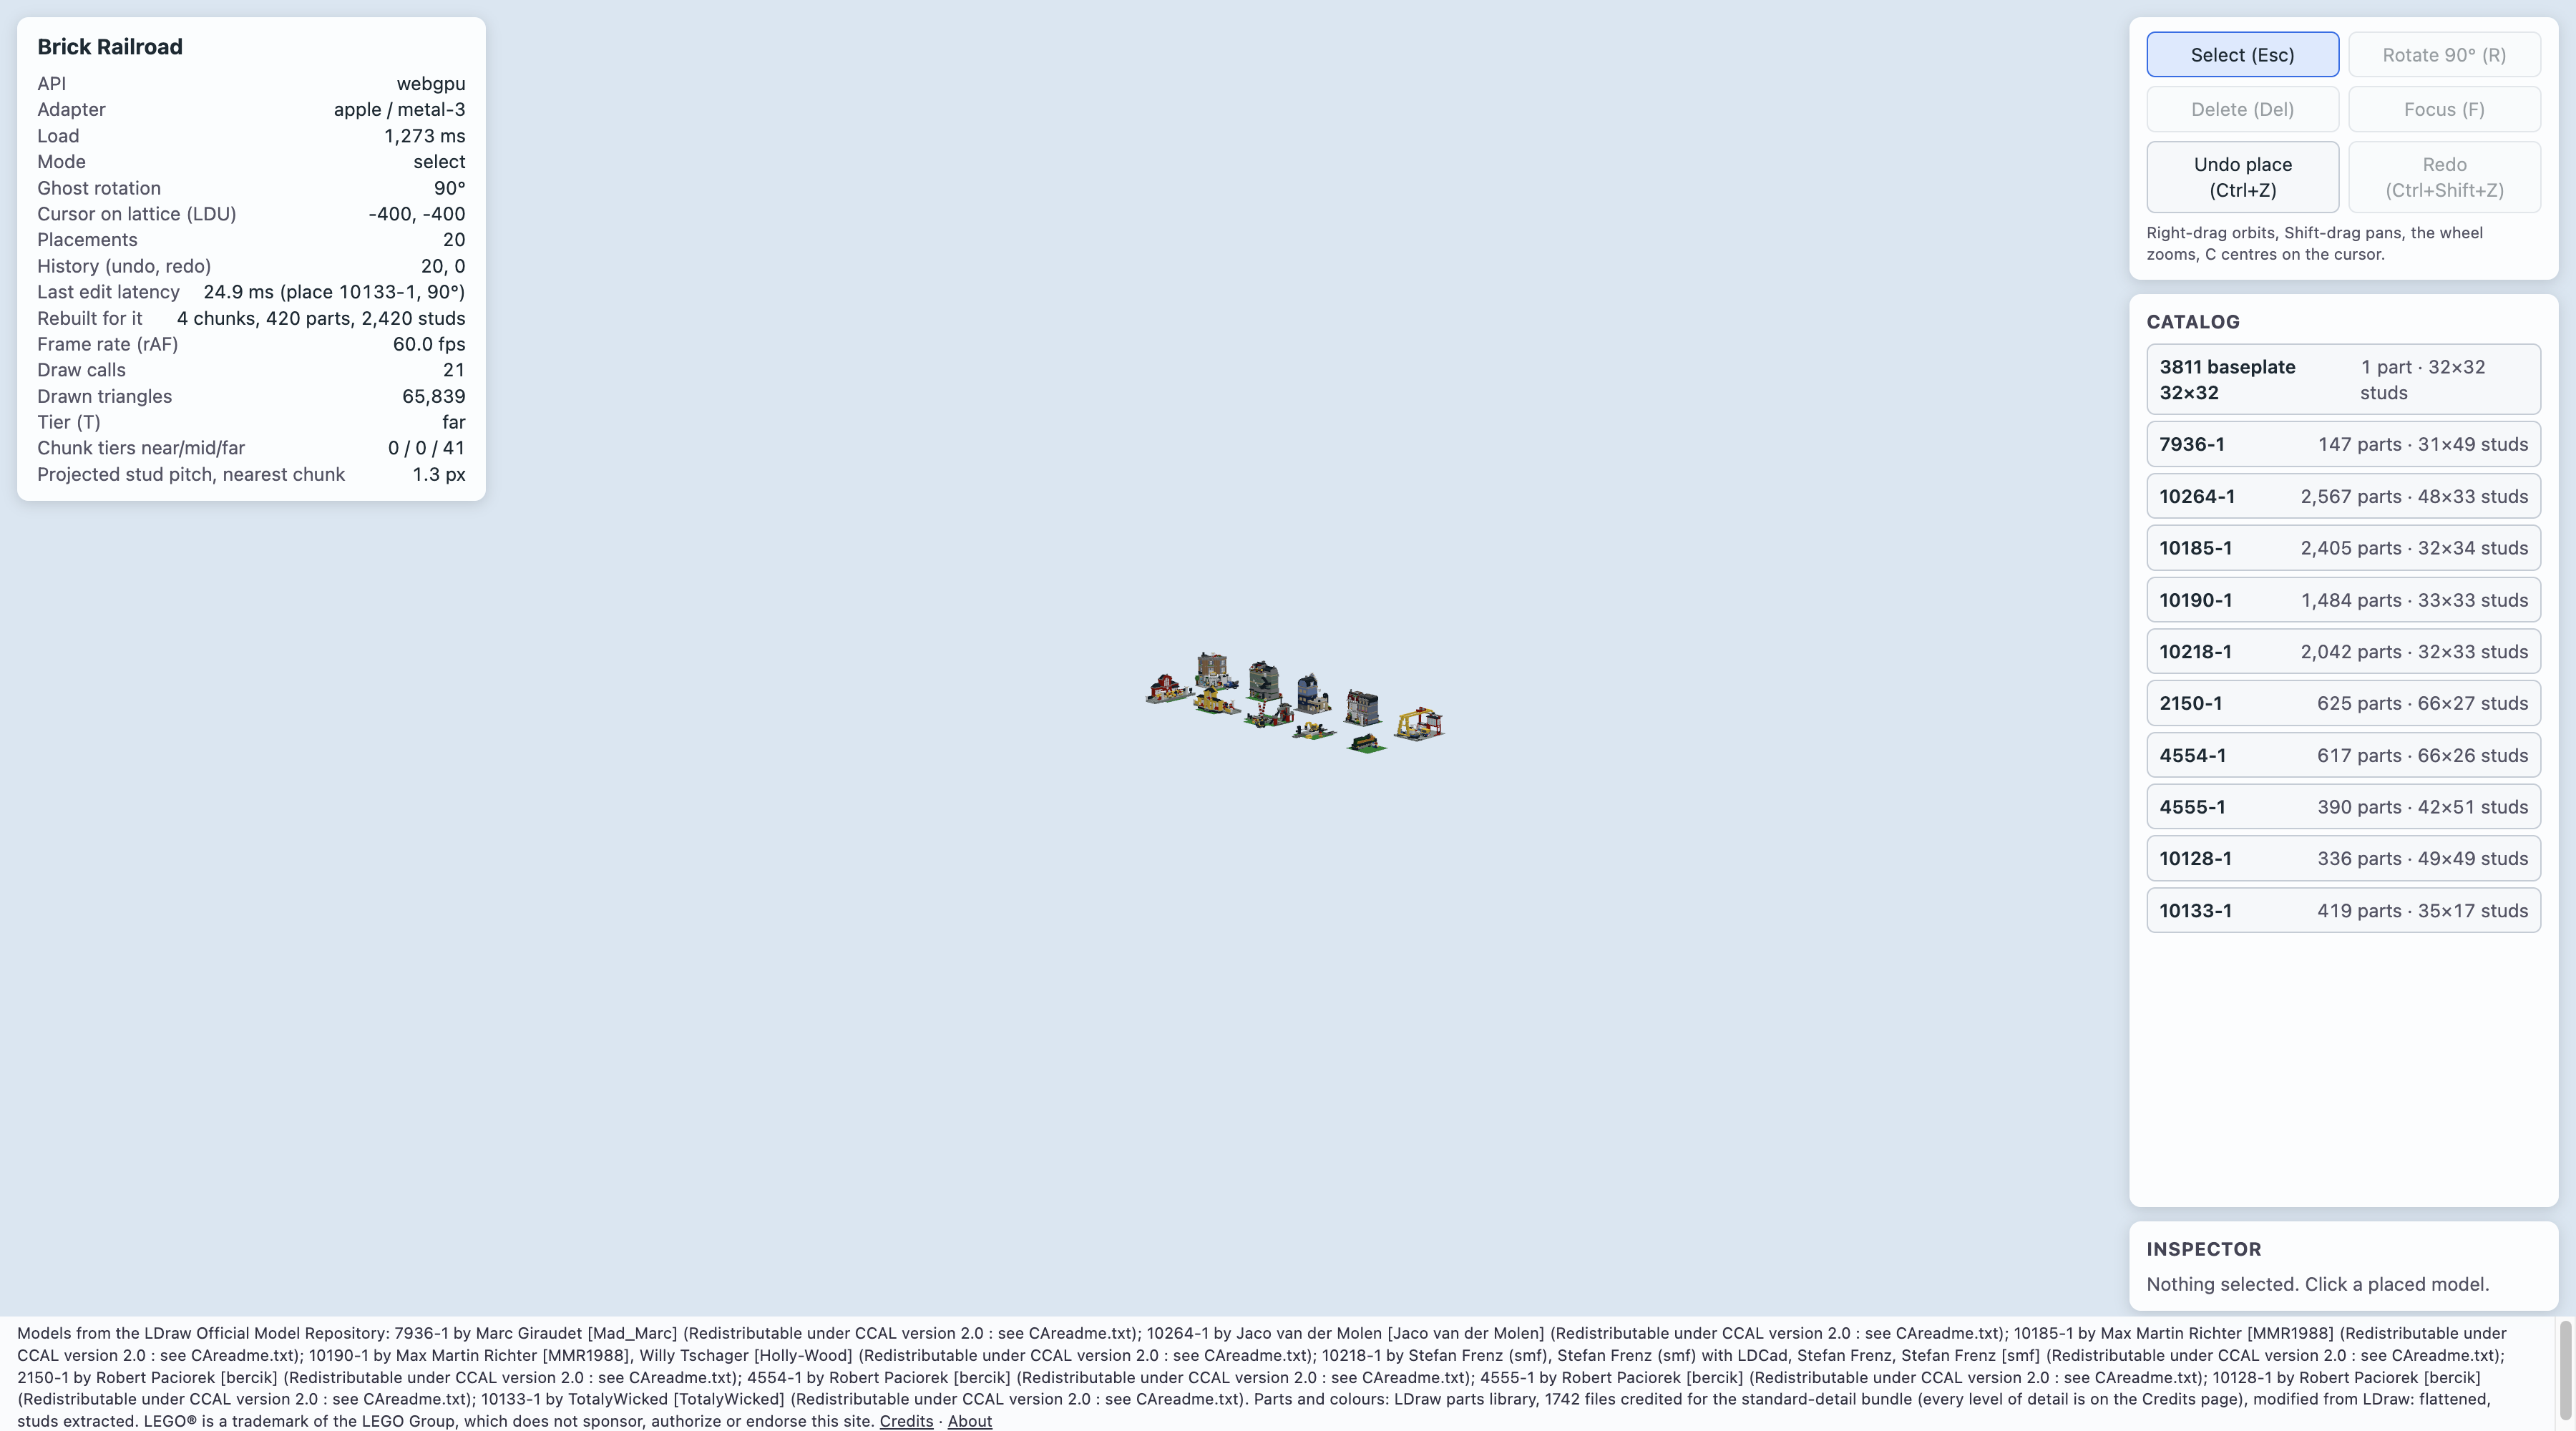 Brick Railroad
API webgpu
Adapter apple / metal-3
Load 1,273 ms
Mode select
Ghost rotation 90°
Cursor on lattice (LDU) -400, -400
Placements 20
History (undo, redo) 20, 0
Last edit latency 24.9 ms (place 10133-1, 90°)
Rebuilt for it 4 chunks, 420 parts, 2,420 studs
Frame rate (rAF) 60.0 fps
Draw calls 21
Drawn triangles 65,839
Tier (T) far
Chunk tiers near/mid/far 0 / 0 / 41
Projected stud pitch, nearest chunk 1.3 px
Select (Esc)
Rotate 90° (R)
Delete (Del)
Focus (F)
Undo place
(Ctrl+Z)
Redo
(Ctrl+Shift+Z)
Right-drag orbits, Shift-drag pans, the wheel
zooms, C centres on the cursor.
CATALOG
3811 baseplate
32×32
1 part · 32×32
studs
7936-1 147 parts · 31×49 studs
10264-1 2,567 parts · 48×33 studs
10185-1 2,405 parts · 32×34 studs
10190-1 1,484 parts · 33×33 studs
10218-1 2,042 parts · 32×33 studs
2150-1 625 parts · 66×27 studs
4554-1 617 parts · 66×26 studs
4555-1 390 parts · 42×51 studs
10128-1 336 parts · 49×49 studs
10133-1 419 parts · 35×17 studs
INSPECTOR
Nothing selected. Click a placed model.
Models from the LDraw Official Model Repository: 7936-1 by Marc Giraudet [Mad_Marc] (Redistributable under CCAL version 2.0 : see CAreadme.txt); 10264-1 by Jaco van der Molen [Jaco van der Molen] (Redistributable under CCAL version 2.0 : see CAreadme.txt); 10185-1 by Max Martin Richter [MMR1988] (Redistributable under
CCAL version 2.0 : see CAreadme.txt); 10190-1 by Max Martin Richter [MMR1988], Willy Tschager [Holly-Wood] (Redistributable under CCAL version 2.0 : see CAreadme.txt); 10218-1 by Stefan Frenz (smf), Stefan Frenz (smf) with LDCad, Stefan Frenz, Stefan Frenz [smf] (Redistributable under CCAL version 2.0 : see CAreadme.txt);
2150-1 by Robert Paciorek [bercik] (Redistributable under CCAL version 2.0 : see CAreadme.txt); 4554-1 by Robert Paciorek [bercik] (Redistributable under CCAL version 2.0 : see CAreadme.txt); 4555-1 by Robert Paciorek [bercik] (Redistributable under CCAL version 2.0 : see CAreadme.txt); 10128-1 by Robert Paciorek [bercik]
(Redistributable under CCAL version 2.0 : see CAreadme.txt); 10133-1 by TotalyWicked [TotalyWicked] (Redistributable under CCAL version 2.0 : see CAreadme.txt). Parts and colours: LDraw parts library, 1742 files credited for the standard-detail bundle (every level of detail is on the Credits page), modified from LDraw: flattened,
studs extracted. LEGO® is a trademark of the LEGO Group, which does not sponsor, authorize or endorse this site. Credits · About